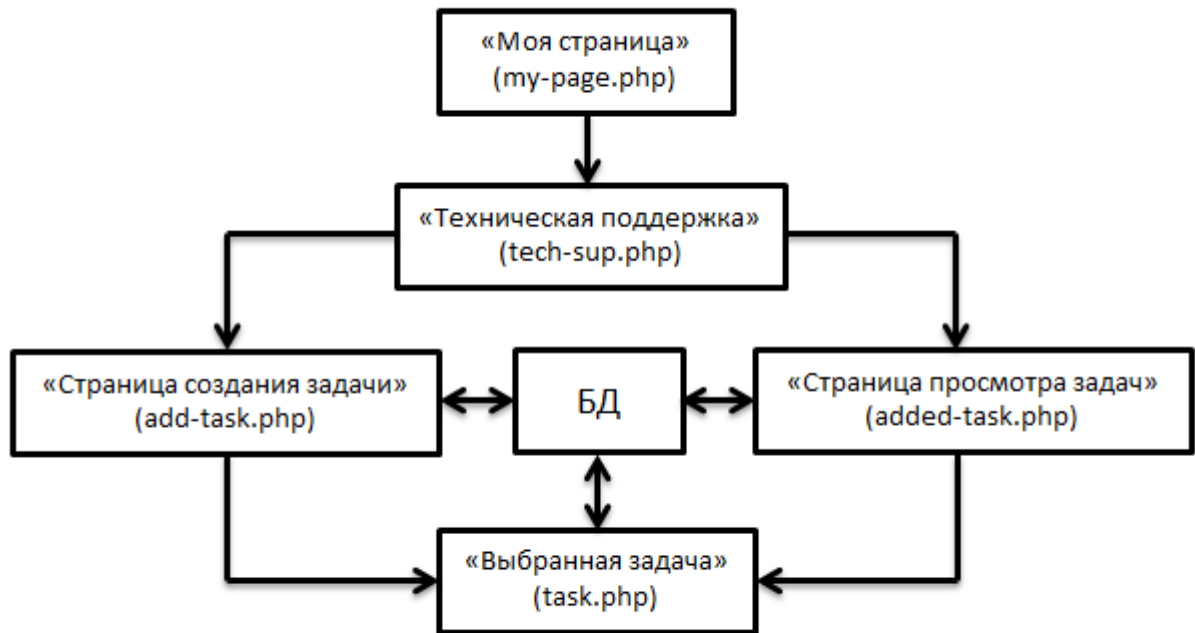 «Моя страница»
(my-page.php)
«Техническая поддержка»
(tech-sup.php)
«Страница создания задачи»
(add-task.php)
БД
«Страница просмотра задач»
(added-task.php)
«Выбранная задача»
(task.php)